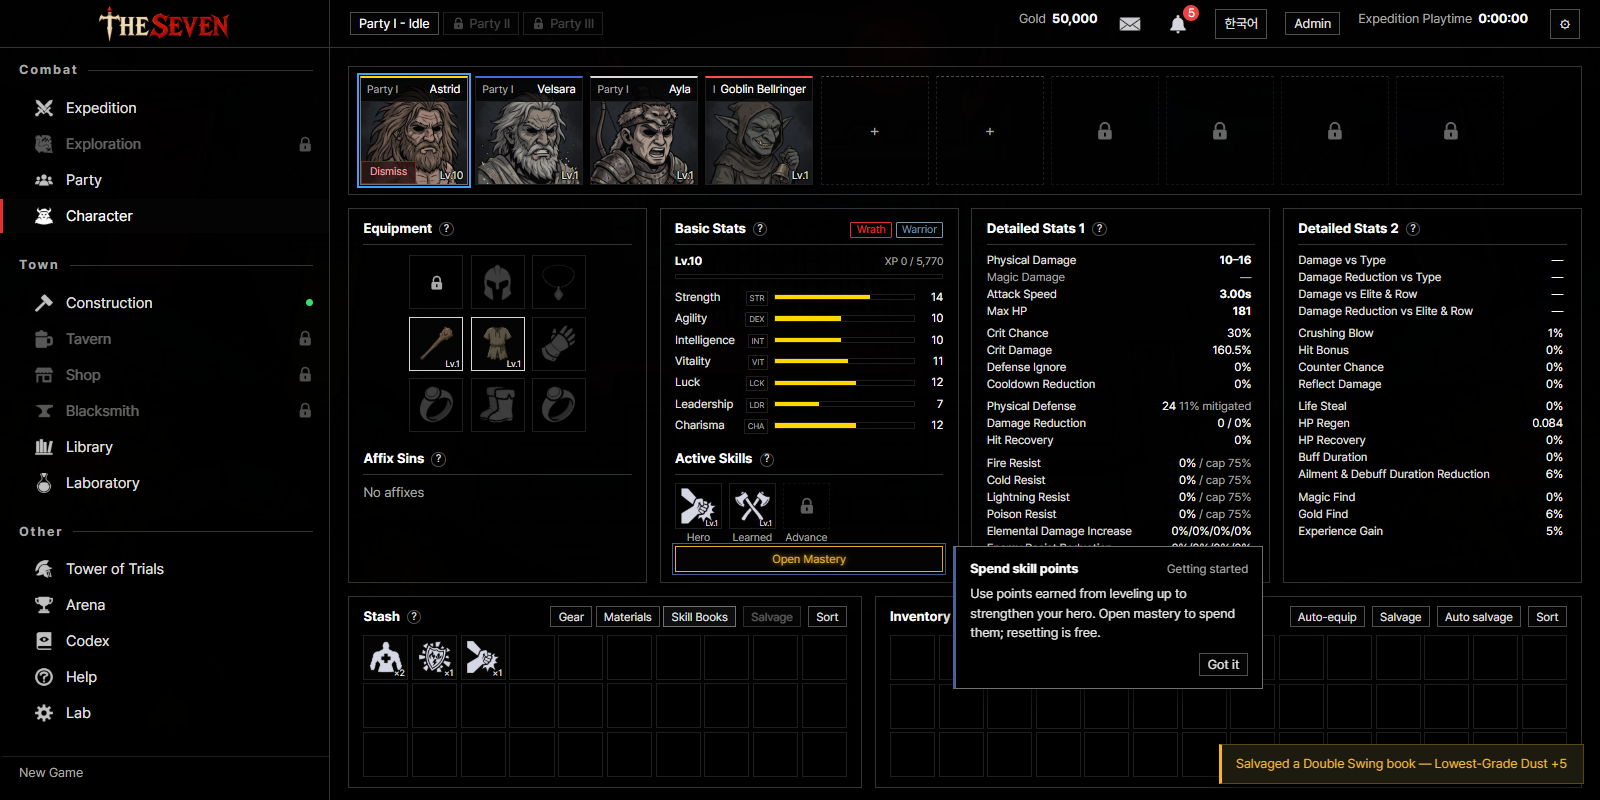 THE SEVEN
Party I - Idle
Party II
Party III
Gold 50,000
5
한국어
Admin
Expedition Playtime 0:00:00
Combat
Expedition
Exploration
Party
Character
Town
Construction
Tavern
Shop
Blacksmith
Library
Laboratory
Other
Tower of Trials
Arena
Codex
Help
Lab
New Game
Party I Astrid
Dismiss
Lv.10
Party I Velsara
Lv.1
Party I Ayla
Lv.1
I Goblin Bellringer
Lv.1
+
+
Equipment ?
Lv.1
Lv.1
Affix Sins ?
No affixes
Basic Stats ?
Wrath
Warrior
Lv.10
XP 0 / 5,770
Strength STR 14
Agility DEX 10
Intelligence INT 10
Vitality VIT 11
Luck LCK 12
Leadership LDR 7
Charisma CHA 12
Active Skills ?
Lv.1
Lv.1
Hero
Learned
Advance
Open Mastery
Detailed Stats 1 ?
Physical Damage 10–16
Magic Damage —
Attack Speed 3.00s
Max HP 181
Crit Chance 30%
Crit Damage 160.5%
Defense Ignore 0%
Cooldown Reduction 0%
Physical Defense 24 11% mitigated
Damage Reduction 0 / 0%
Hit Recovery 0%
Fire Resist 0% / cap 75%
Cold Resist 0% / cap 75%
Lightning Resist 0% / cap 75%
Poison Resist 0% / cap 75%
Elemental Damage Increase 0%/0%/0%/0%
Detailed Stats 2 ?
Damage vs Type —
Damage Reduction vs Type —
Damage vs Elite & Row —
Damage Reduction vs Elite & Row —
Crushing Blow 1%
Hit Bonus 0%
Counter Chance 0%
Reflect Damage 0%
Life Steal 0%
HP Regen 0.084
HP Recovery 0%
Buff Duration 0%
Ailment & Debuff Duration Reduction 6%
Magic Find 0%
Gold Find 6%
Experience Gain 5%
Spend skill points
Getting started
Use points earned from leveling up to
strengthen your hero. Open mastery to spend
them; resetting is free.
Got it
Stash ?
Gear
Materials
Skill Books
Salvage
Sort
×2
×1
×1
Inventory
Auto-equip
Salvage
Auto salvage
Sort
Salvaged a Double Swing book — Lowest-Grade Dust +5